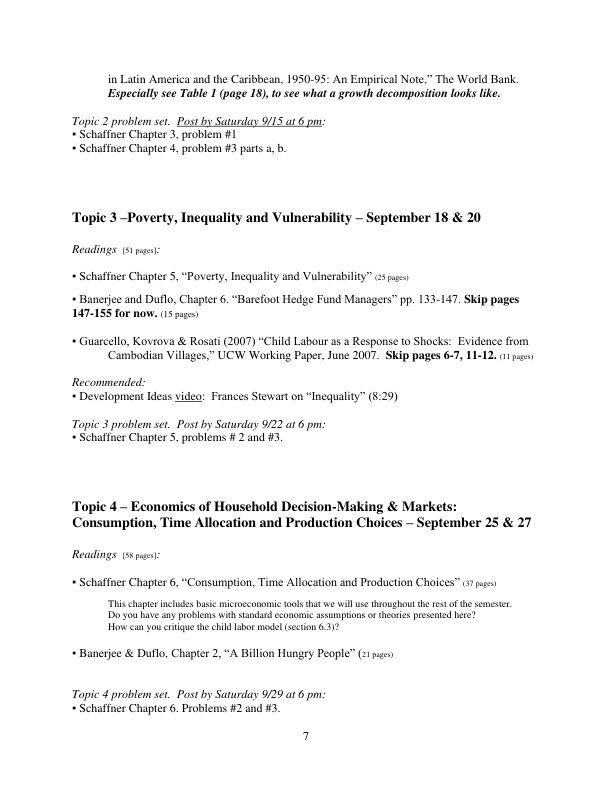 in Latin America and the Caribbean, 1950-95: An Empirical Note,” The World Bank.
Especially see Table 1 (page 18), to see what a growth decomposition looks like.
Topic 2 problem set.  Post by Saturday 9/15 at 6 pm:
• Schaffner Chapter 3, problem #1
• Schaffner Chapter 4, problem #3 parts a, b.
Topic 3 –Poverty, Inequality and Vulnerability – September 18 & 20
Readings  [51 pages]:
• Schaffner Chapter 5, “Poverty, Inequality and Vulnerability” (25 pages)
• Banerjee and Duflo, Chapter 6. “Barefoot Hedge Fund Managers” pp. 133-147. Skip pages
147-155 for now. (15 pages)
• Guarcello, Kovrova & Rosati (2007) “Child Labour as a Response to Shocks:  Evidence from
Cambodian Villages,” UCW Working Paper, June 2007.  Skip pages 6-7, 11-12. (11 pages)
Recommended:
• Development Ideas video:  Frances Stewart on “Inequality” (8:29)
Topic 3 problem set.  Post by Saturday 9/22 at 6 pm:
• Schaffner Chapter 5, problems # 2 and #3.
Topic 4 – Economics of Household Decision-Making & Markets:
Consumption, Time Allocation and Production Choices – September 25 & 27
Readings  [58 pages]:
• Schaffner Chapter 6, “Consumption, Time Allocation and Production Choices” (37 pages)
This chapter includes basic microeconomic tools that we will use throughout the rest of the semester.
Do you have any problems with standard economic assumptions or theories presented here?
How can you critique the child labor model (section 6.3)?
• Banerjee & Duflo, Chapter 2, “A Billion Hungry People” (21 pages)
Topic 4 problem set.  Post by Saturday 9/29 at 6 pm:
• Schaffner Chapter 6. Problems #2 and #3.
7